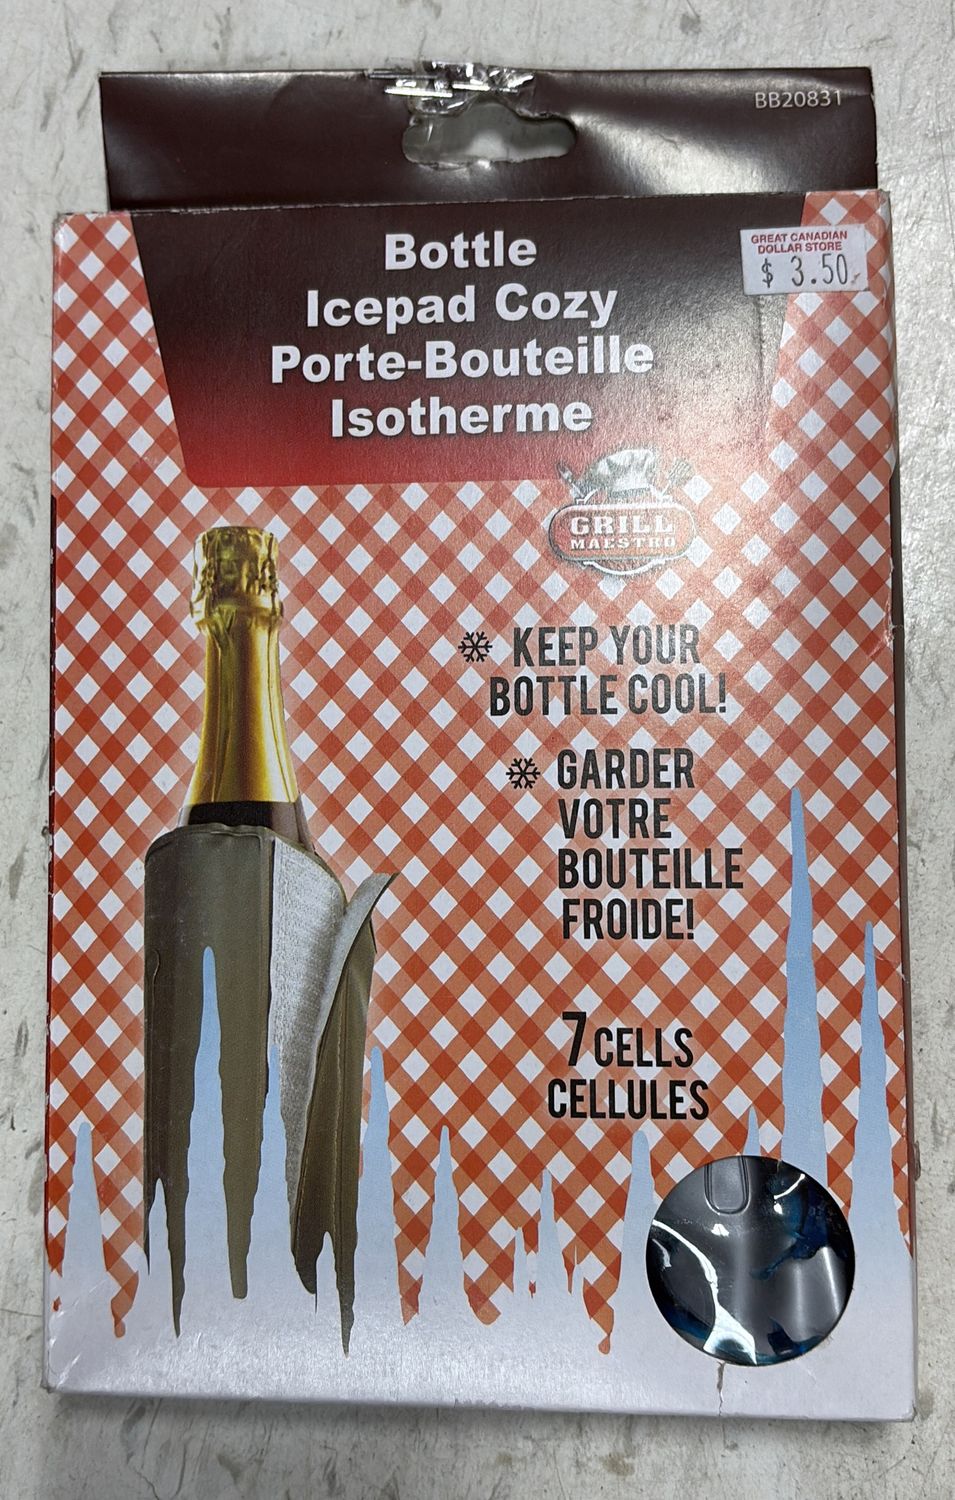 BB20831
GREAT CANADIAN
DOLLAR STORE
$ 3.50
Bottle
Icepad Cozy
Porte-Bouteille
Isotherme
GRILL
MAESTRO
KEEP YOUR
BOTTLE COOL!
GARDER
VOTRE
BOUTEILLE
FROIDE!
7 CELLS
CELLULES